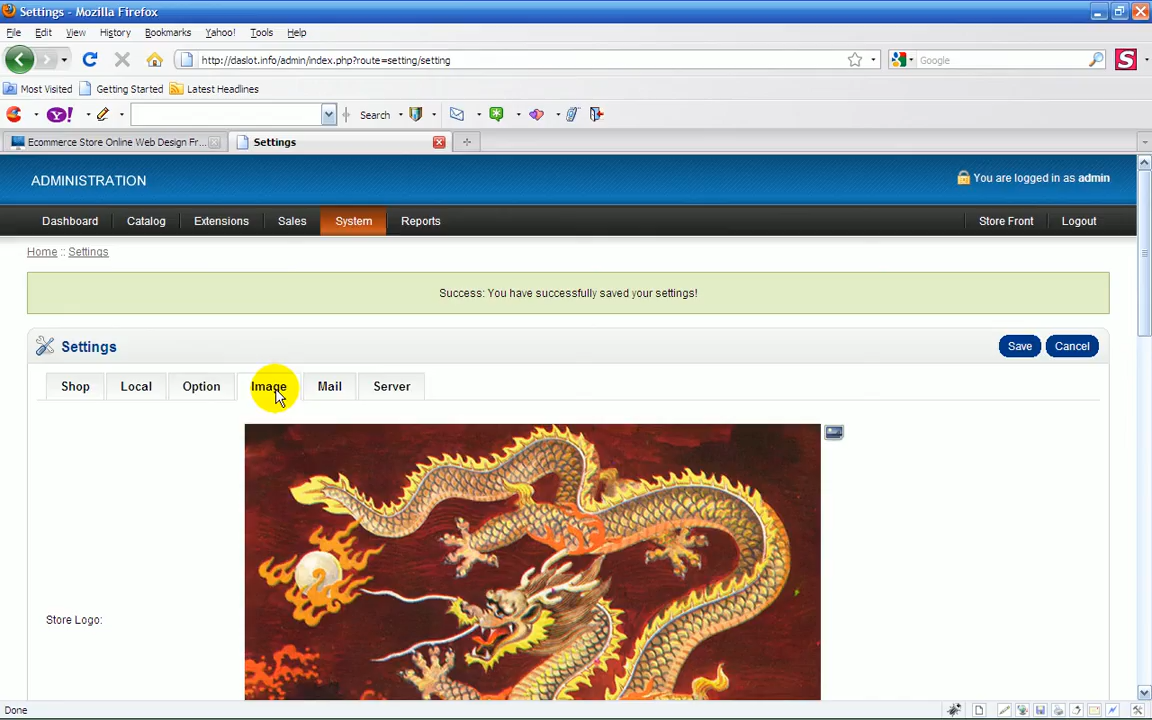 Settings - Mozilla Firefox
File Edit View History Bookmarks Yahoo! Tools Help
http://daslot.info/admin/index.php?route=setting/setting
Google
S
Most Visited Getting Started Latest Headlines
Y! Search
Ecommerce Store Online Web Design Fr... Settings
ADMINISTRATION
You are logged in as admin
Dashboard Catalog Extensions Sales System Reports Store Front Logout
Home :: Settings
Success: You have successfully saved your settings!
Settings Save Cancel
Shop Local Option Image Mail Server
Store Logo:
Done